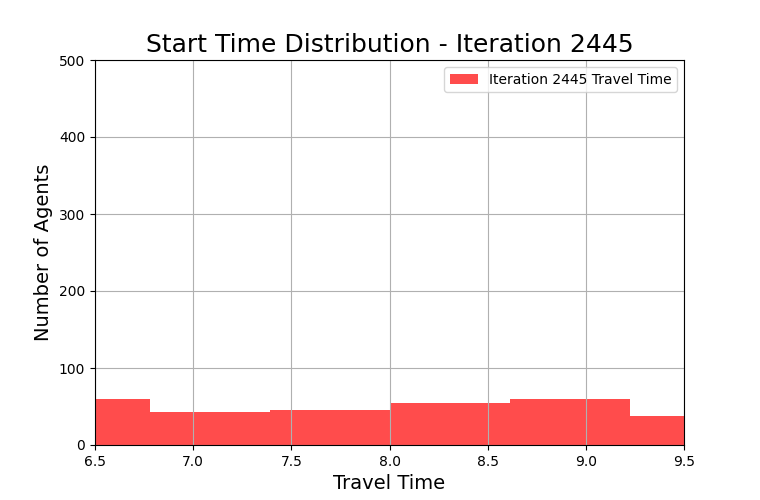 Start Time Distribution - Iteration 2445
Iteration 2445 Travel Time
Number of Agents
500
400
300
200
100
0
6.5 7.0 7.5 8.0 8.5 9.0 9.5
Travel Time